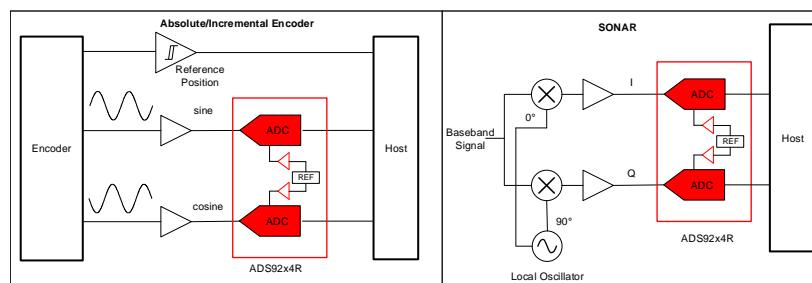 Absolute/Incremental Encoder
Reference
Position
sine
ADC
Encoder
REF
Host
cosine
ADC
ADS92x4R
SONAR
I
ADC
0°
Baseband
Signal
REF
Host
Q
ADC
90°
ADS92x4R
Local Oscillator